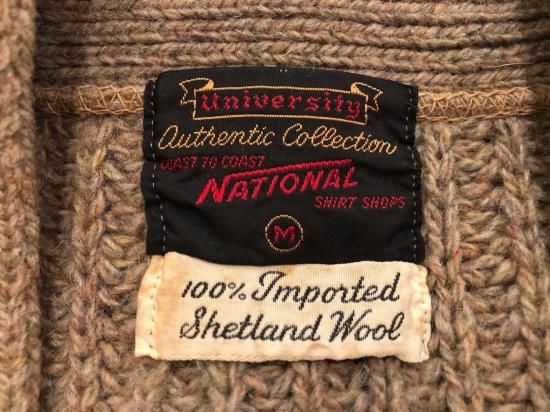 University
Authentic Collection
COAST TO COAST
NATIONAL
SHIRT SHOPS
M
100% Imported
Shetland Wool